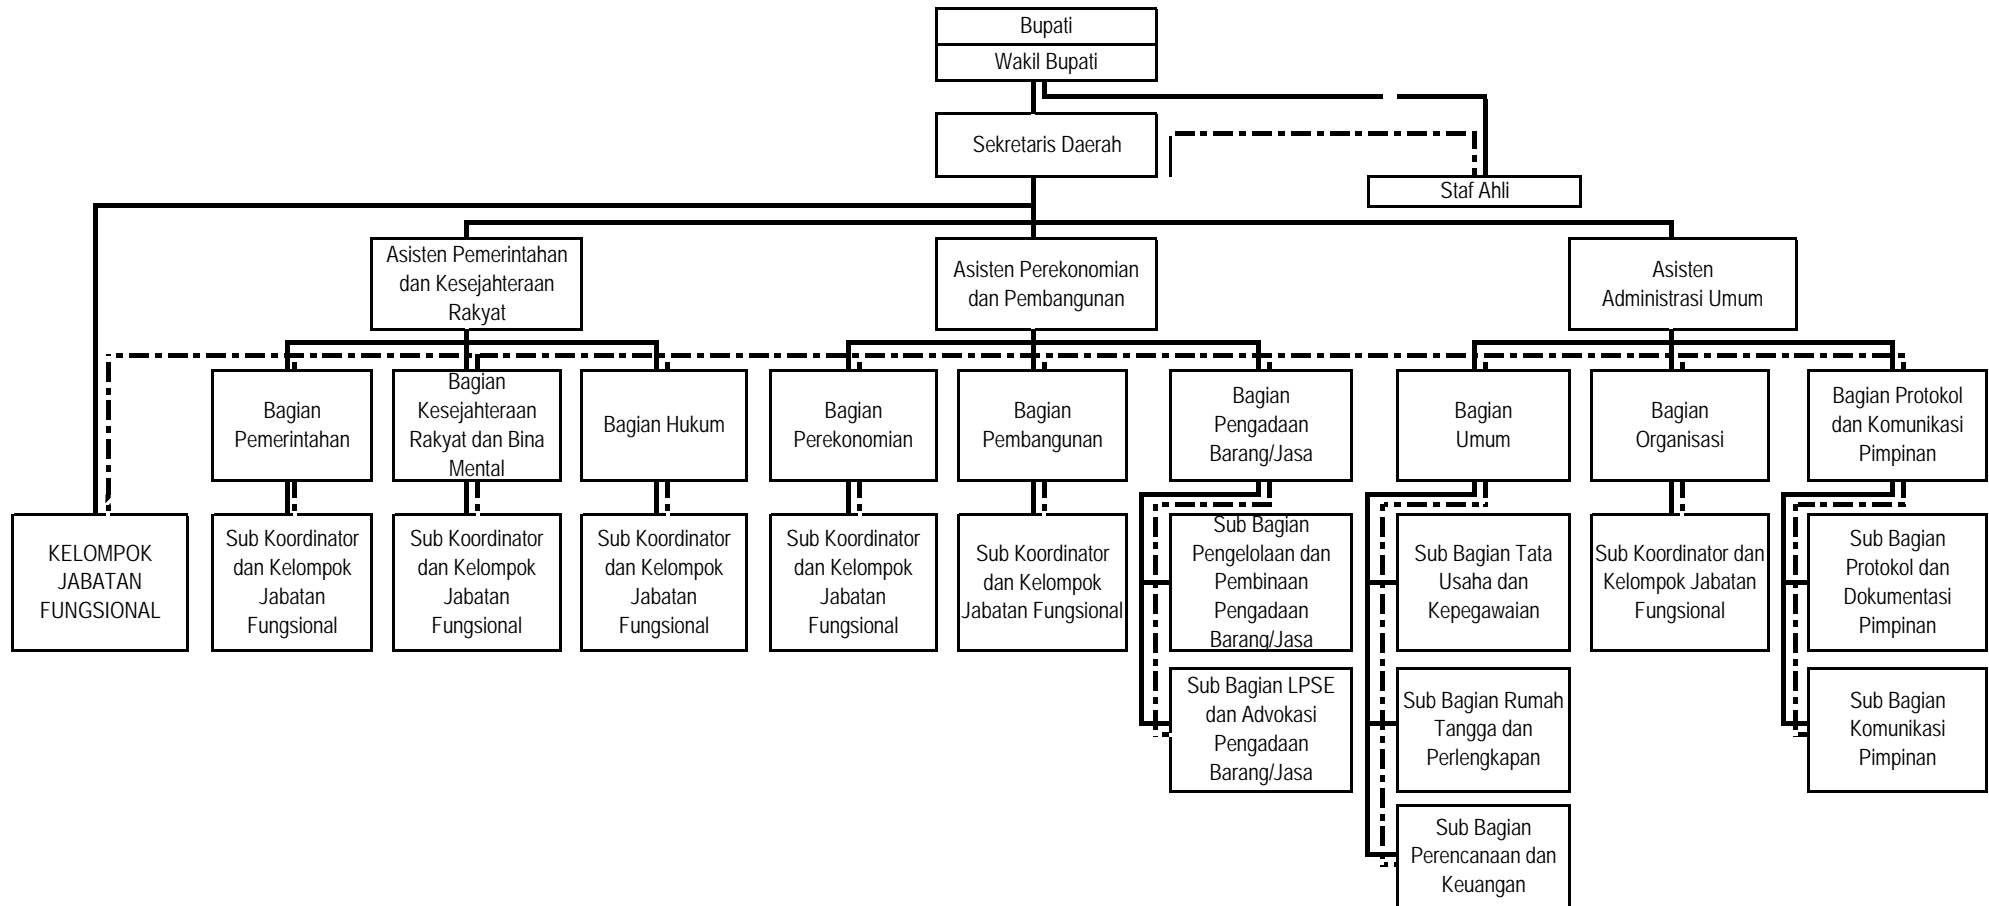 Bupati
Wakil Bupati
Sekretaris Daerah
Staf Ahli
Asisten Pemerintahan
dan Kesejahteraan
Rakyat
Asisten Perekonomian
dan Pembangunan
Asisten
Administrasi Umum
Bagian
Pemerintahan
Bagian
Kesejahteraan
Rakyat dan Bina
Mental
Bagian Hukum
Bagian
Perekonomian
Bagian
Pembangunan
Bagian
Pengadaan
Barang/Jasa
Bagian
Umum
Bagian
Organisasi
Bagian Protokol
dan Komunikasi
Pimpinan
KELOMPOK
JABATAN
FUNGSIONAL
Sub Koordinator
dan Kelompok
Jabatan
Fungsional
Sub Koordinator
dan Kelompok
Jabatan
Fungsional
Sub Koordinator
dan Kelompok
Jabatan
Fungsional
Sub Koordinator
dan Kelompok
Jabatan
Fungsional
Sub Koordinator
dan Kelompok
Jabatan Fungsional
Sub Bagian
Pengelolaan dan
Pembinaan
Pengadaan
Barang/Jasa
Sub Bagian Tata
Usaha dan
Kepegawaian
Sub Koordinator dan
Kelompok Jabatan
Fungsional
Sub Bagian
Protokol dan
Dokumentasi
Pimpinan
Sub Bagian LPSE
dan Advokasi
Pengadaan
Barang/Jasa
Sub Bagian Rumah
Tangga dan
Perlengkapan
Sub Bagian
Komunikasi
Pimpinan
Sub Bagian
Perencanaan dan
Keuangan